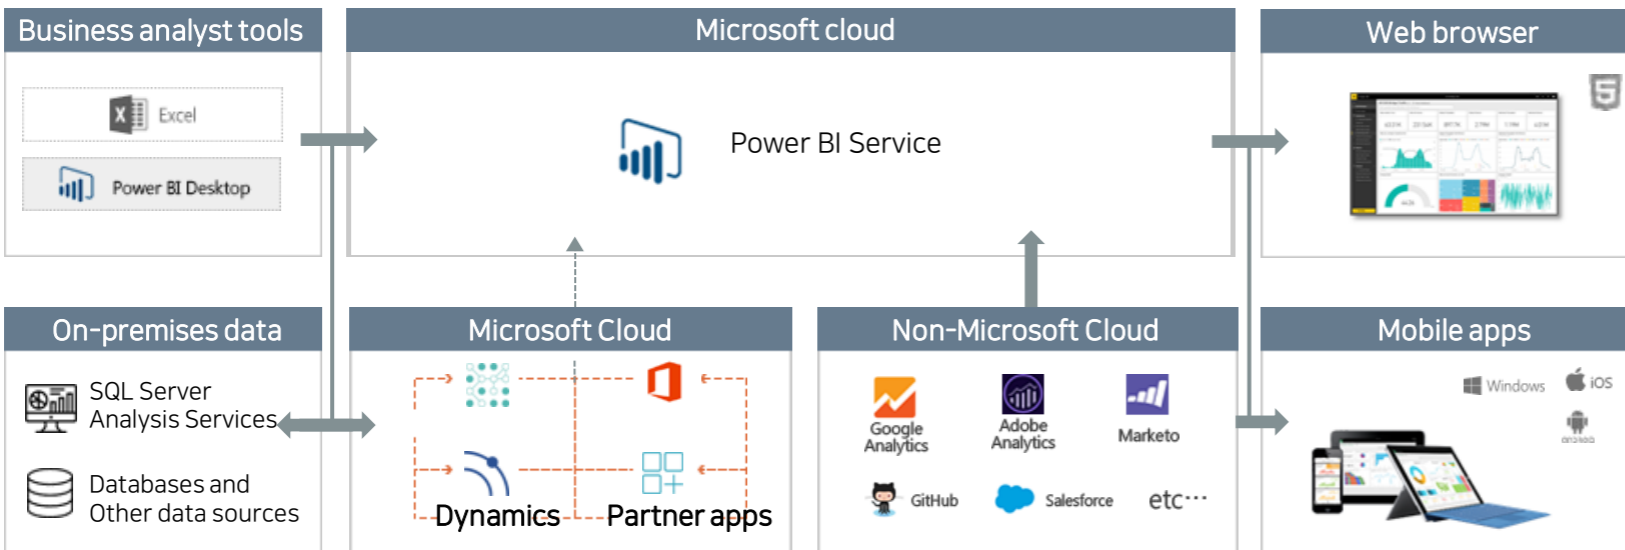 Business analyst tools
Excel
Power BI Desktop
Microsoft cloud
Power BI Service
Web browser
On-premises data
SQL Server
Analysis Services
Databases and
Other data sources
Microsoft Cloud
Dynamics
Partner apps
Non-Microsoft Cloud
Google
Analytics
Adobe
Analytics
Marketo
GitHub
Salesforce
etc⋯
Mobile apps
Windows
iOS
ANDROID